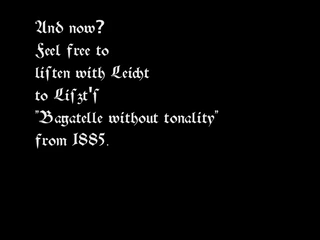 And now?
Feel free to
liſten with Leicht
to Liſzt'ſ
"Bagatelle without tonality"
from 1885.